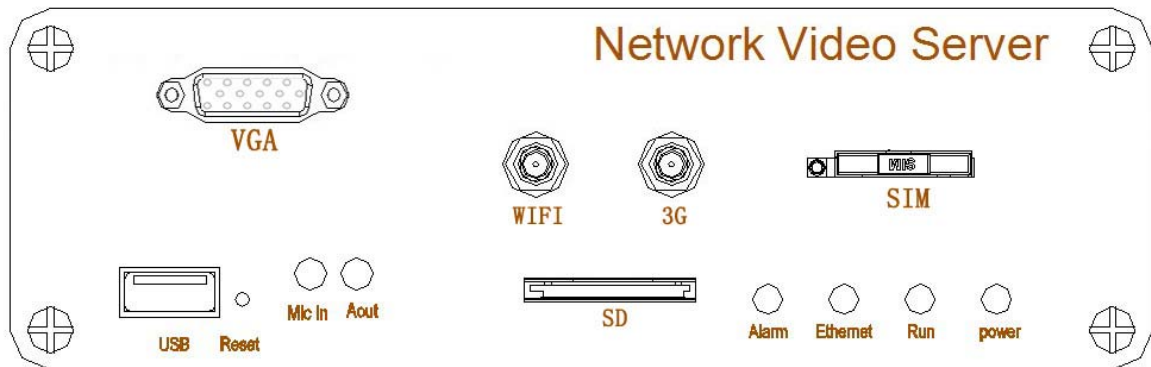 Network Video Server
VGA
WIFI
3G
SIM
SIM
USB
Reset
Mic In
Aout
SD
Alarm
Ethernet
Run
power